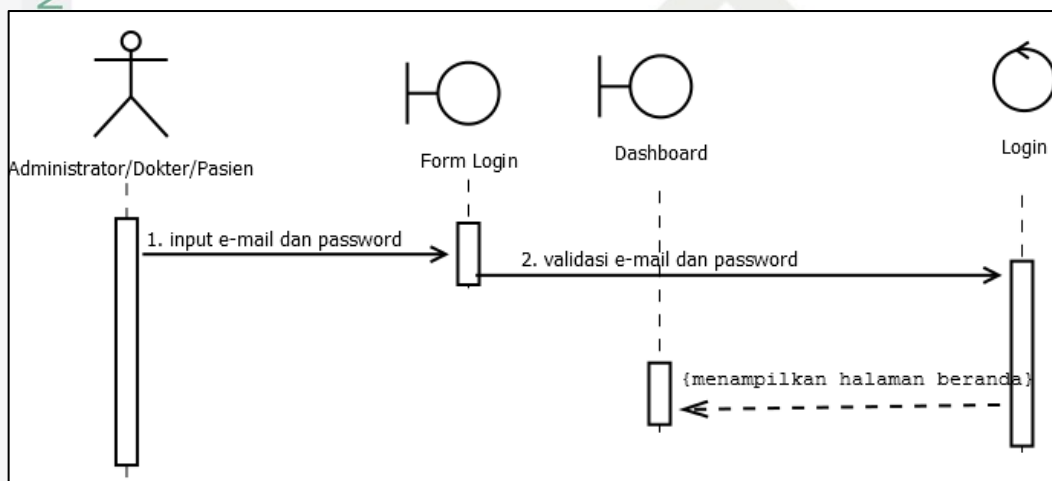 Administrator/Dokter/Pasien
Form Login
Dashboard
Login
1. input e-mail dan password
2. validasi e-mail dan password
{menampilkan halaman beranda}